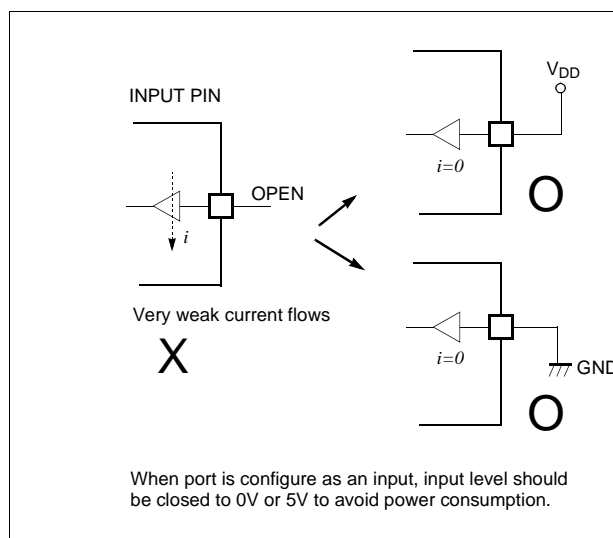 INPUT PIN
OPEN
i
Very weak current flows
X
VDD
i=0
O
i=0
GND
O
When port is configure as an input, input level should
be closed to 0V or 5V to avoid power consumption.